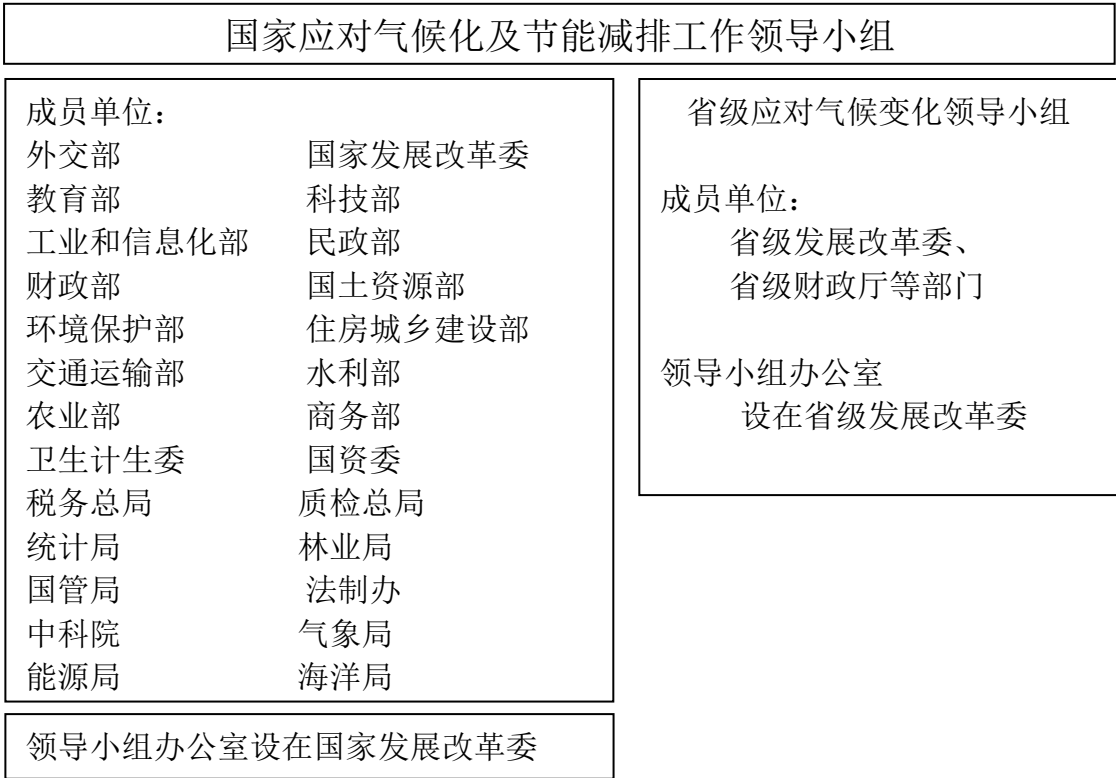 国家应对气候化及节能减排工作领导小组
成员单位：
外交部 国家发展改革委
教育部 科技部
工业和信息化部 民政部
财政部 国土资源部
环境保护部 住房城乡建设部
交通运输部 水利部
农业部 商务部
卫生计生委 国资委
税务总局 质检总局
统计局 林业局
国管局 法制办
中科院 气象局
能源局 海洋局
领导小组办公室设在国家发展改革委
省级应对气候变化领导小组
成员单位：
省级发展改革委、
省级财政厅等部门
领导小组办公室
设在省级发展改革委